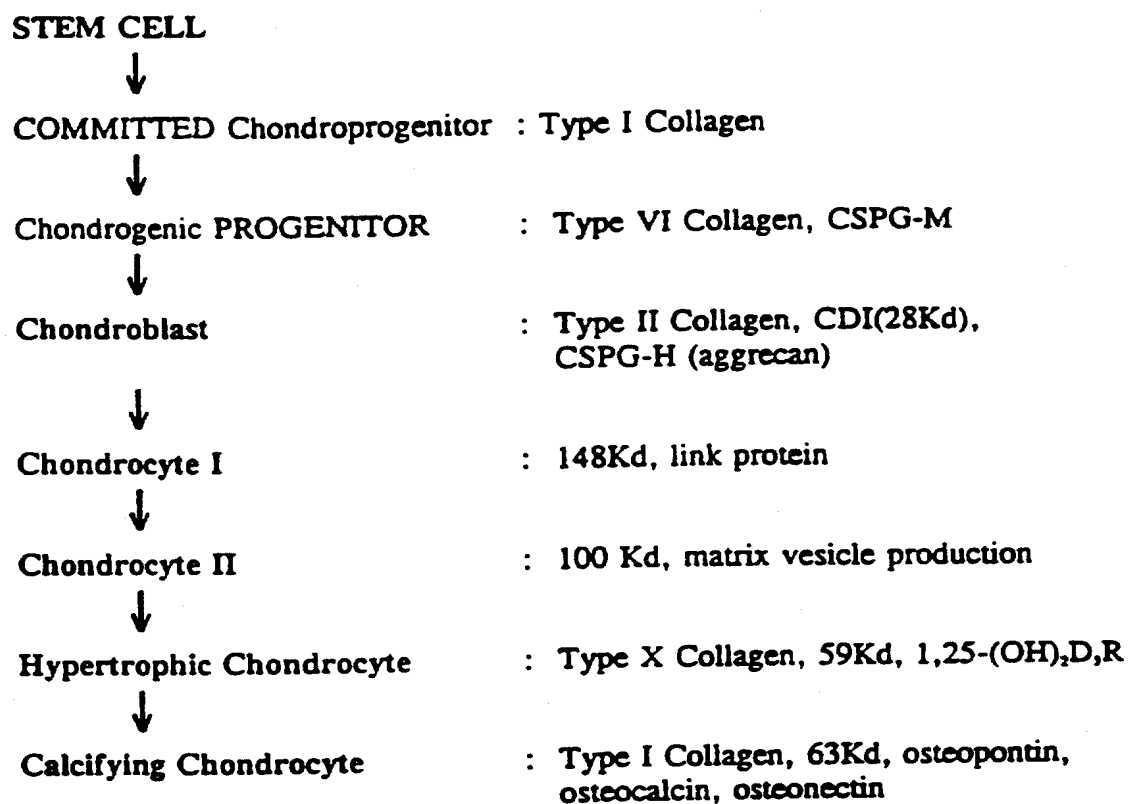 STEM CELL
COMMITTED Chondroprogenitor : Type I Collagen
Chondrogenic PROGENITOR : Type VI Collagen, CSPG-M
Chondroblast : Type II Collagen, CDI(28Kd),
CSPG-H (aggrecan)
Chondrocyte I : 148Kd, link protein
Chondrocyte II : 100 Kd, matrix vesicle production
Hypertrophic Chondrocyte : Type X Collagen, 59Kd, 1,25-(OH)₂D₃R
Calcifying Chondrocyte : Type I Collagen, 63Kd, osteopontin,
osteocalcin, osteonectin